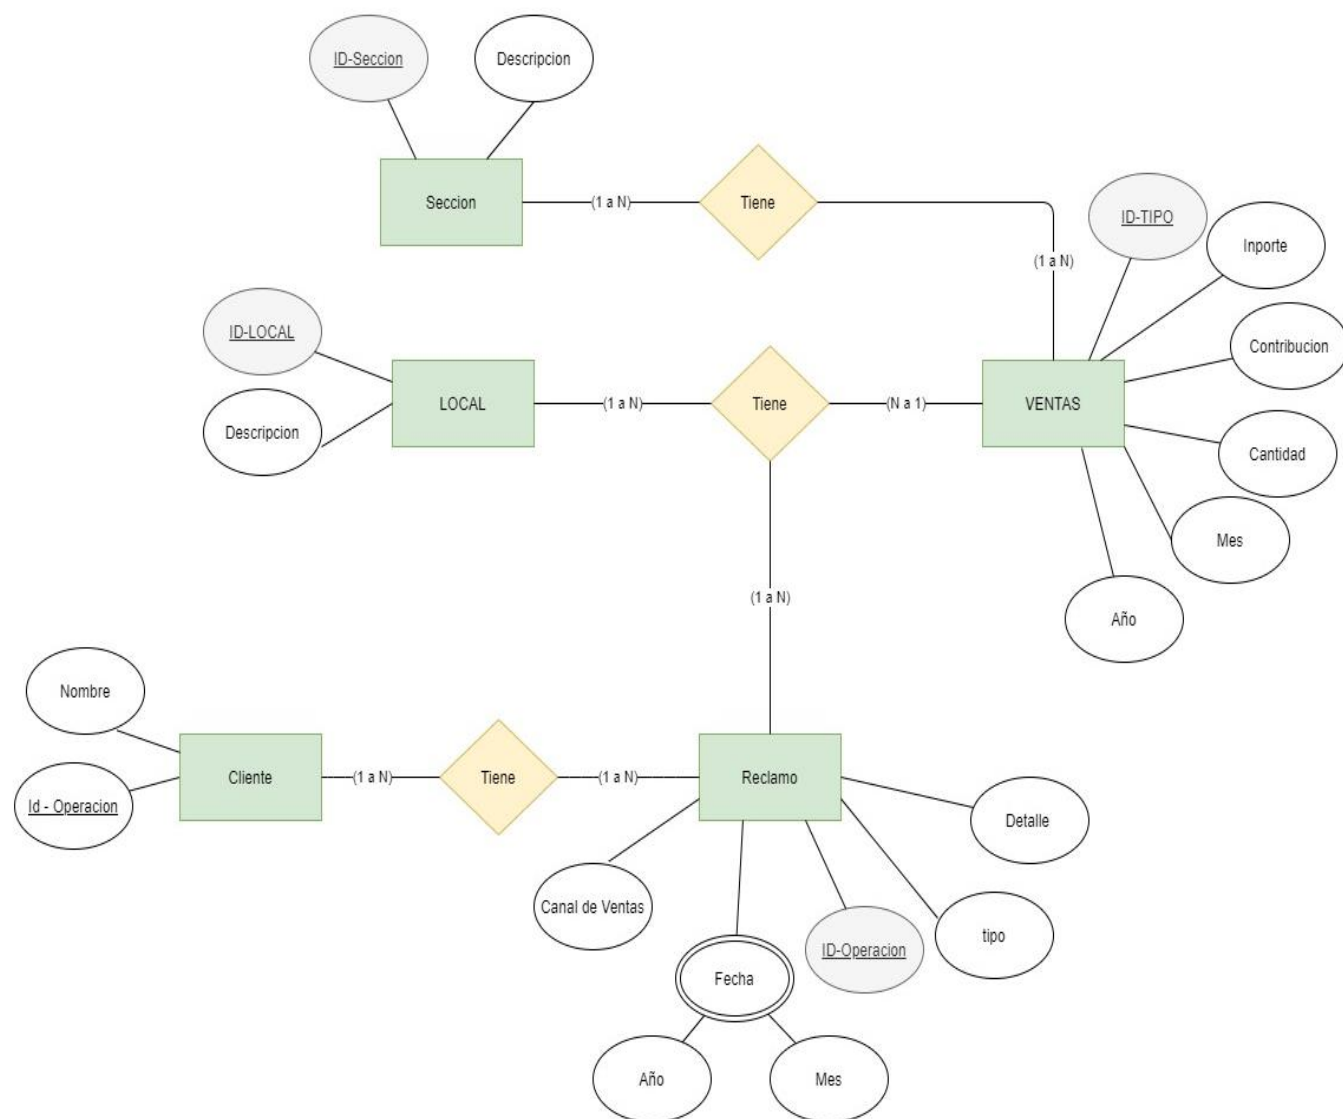 ID-Seccion
Descripcion
Seccion
(1 a N)
Tiene
(1 a N)
ID-TIPO
Inporte
ID-LOCAL
Descripcion
LOCAL
(1 a N)
Tiene
(N a 1)
VENTAS
Contribucion
Cantidad
Mes
Año
(1 a N)
Nombre
Id - Operacion
Cliente
(1 a N)
Tiene
(1 a N)
Reclamo
Detalle
Canal de Ventas
Fecha
ID-Operacion
tipo
Año
Mes